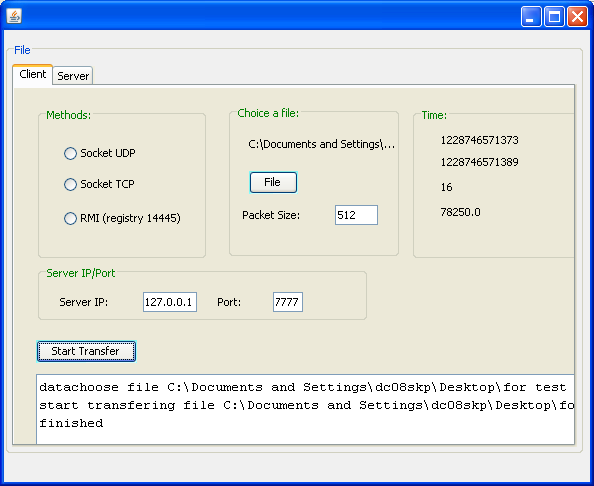 File
Client Server
Methods:
Socket UDP
Socket TCP
RMI (registry 14445)
Choice a file:
C:\Documents and Settings\...
File
Packet Size: 512
Time:
1228746571373
1228746571389
16
78250.0
Server IP/Port
Server IP: 127.0.0.1 Port: 7777
Start Transfer
datachoose file C:\Documents and Settings\dc08skp\Desktop\for test
start transfering file C:\Documents and Settings\dc08skp\Desktop\fo
finished